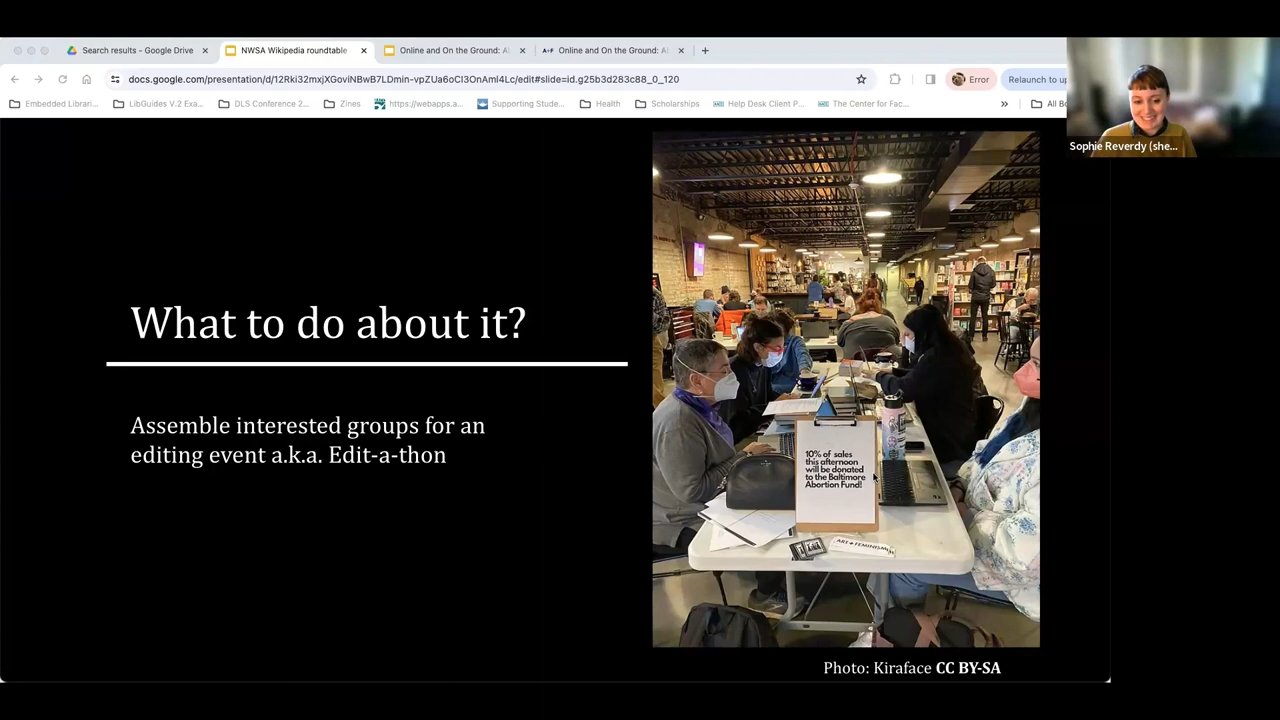 Search results - Google Drive
NWSA Wikipedia roundtable
Online and On the Ground: A
A+F Online and On the Ground: A
docs.google.com/presentation/d/12Rki32mxjXGoviNBwB7LDmin-vpZUa6oCI3OnAmI4Lc/edit#slide=id.g25b3d283c88_0_120
Error
Relaunch to up
Embedded Librari...
LibGuides V.2 Exa...
DLS Conference 2...
Zines
https://webapps.a...
Supporting Stude...
Health
Scholarships
Help Desk Client P...
The Center for Fac...
All Bo
Sophie Reverdy (she...
What to do about it?
Assemble interested groups for an
editing event a.k.a. Edit-a-thon
10% of sales
this afternoon
will be donated
to the Baltimore
Abortion Fund!
ART+FEMINISM
Photo: Kiraface CC BY-SA